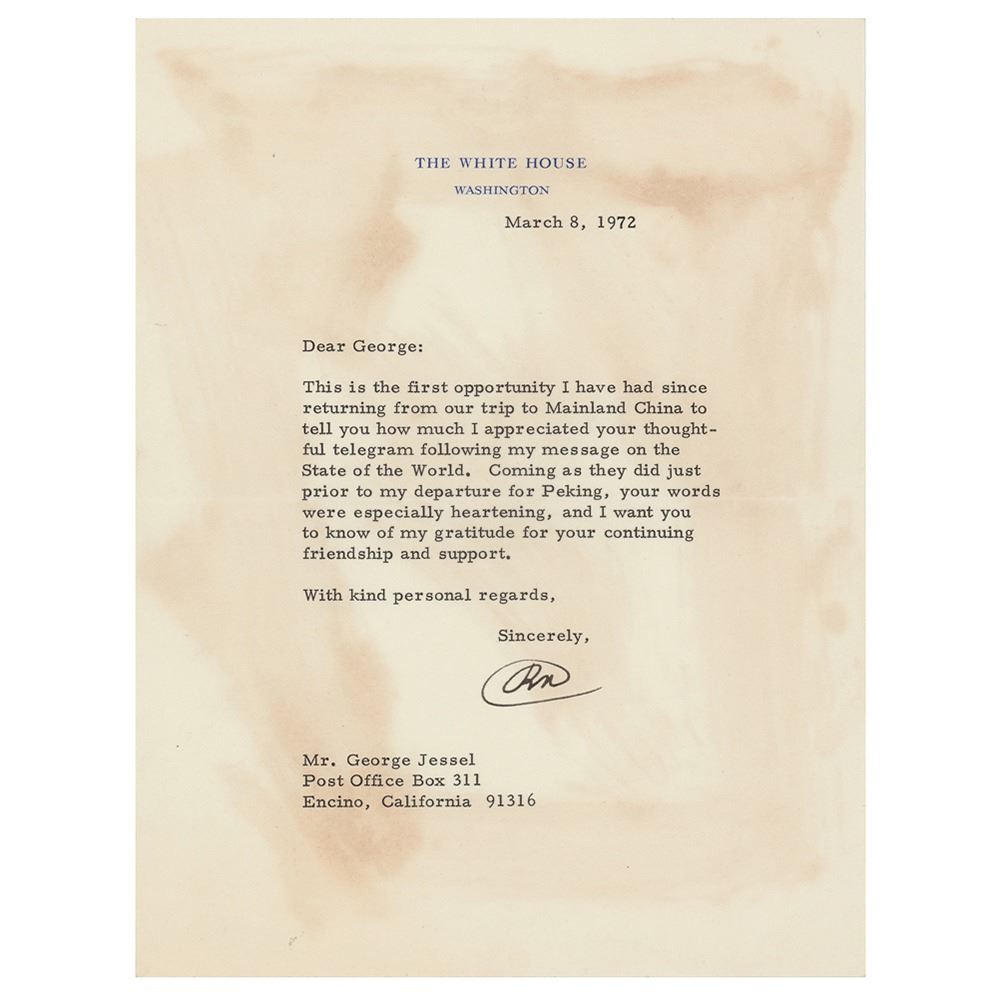 THE WHITE HOUSE
WASHINGTON
March 8, 1972
Dear George:
This is the first opportunity I have had since
returning from our trip to Mainland China to
tell you how much I appreciated your thought-
ful telegram following my message on the
State of the World.  Coming as they did just
prior to my departure for Peking, your words
were especially heartening, and I want you
to know of my gratitude for your continuing
friendship and support.
With kind personal regards,
Sincerely,
RN
Mr. George Jessel
Post Office Box 311
Encino, California 91316